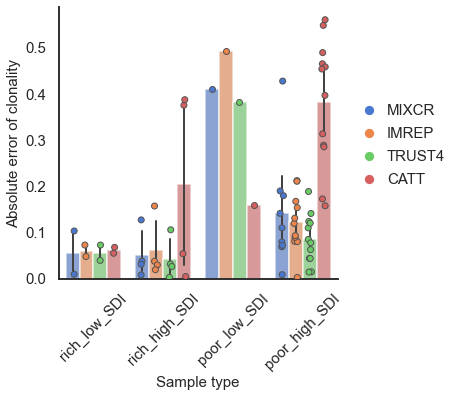 Absolute error of clonality
0.5
0.4
0.3
0.2
0.1
0.0
rich_low_SDI
rich_high_SDI
poor_low_SDI
poor_high_SDI
Sample type
MIXCR
IMREP
TRUST4
CATT